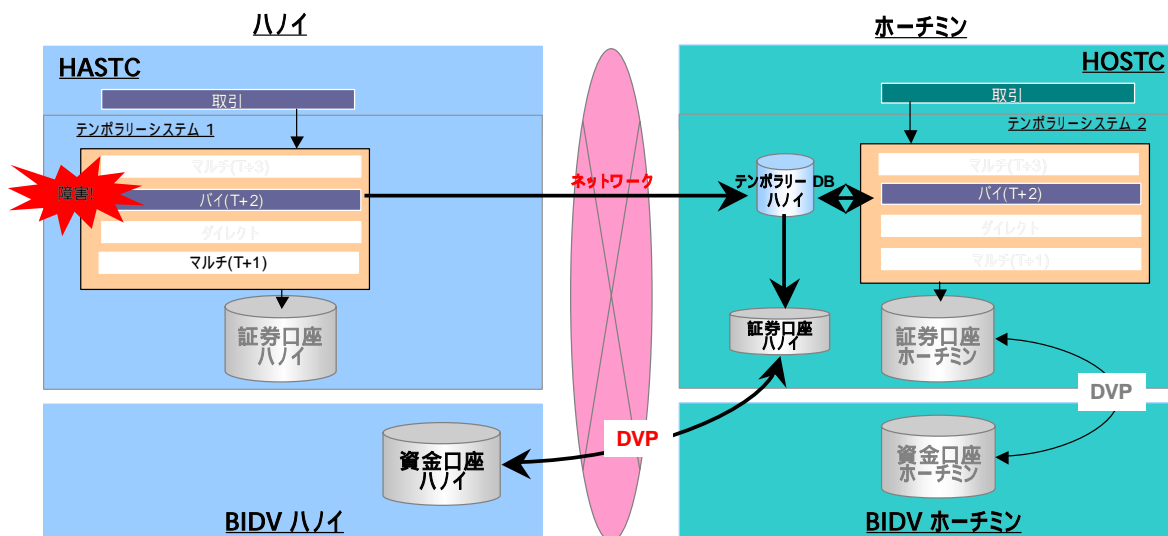 ハノイ
ホーチミン
HASTC
HOSTC
取引
取引
テンポラリーシステム 1
テンポラリーシステム 2
マルチ(T+3)
マルチ(T+3)
障害!
バイ(T+2)
ネットワーク
テンポラリー DB
ハノイ
バイ(T+2)
ダイレクト
ダイレクト
マルチ(T+1)
マルチ(T+1)
証券口座
ハノイ
証券口座
ハノイ
証券口座
ホーチミン
DVP
DVP
資金口座
ハノイ
資金口座
ホーチミン
BIDV ハノイ
BIDV ホーチミン